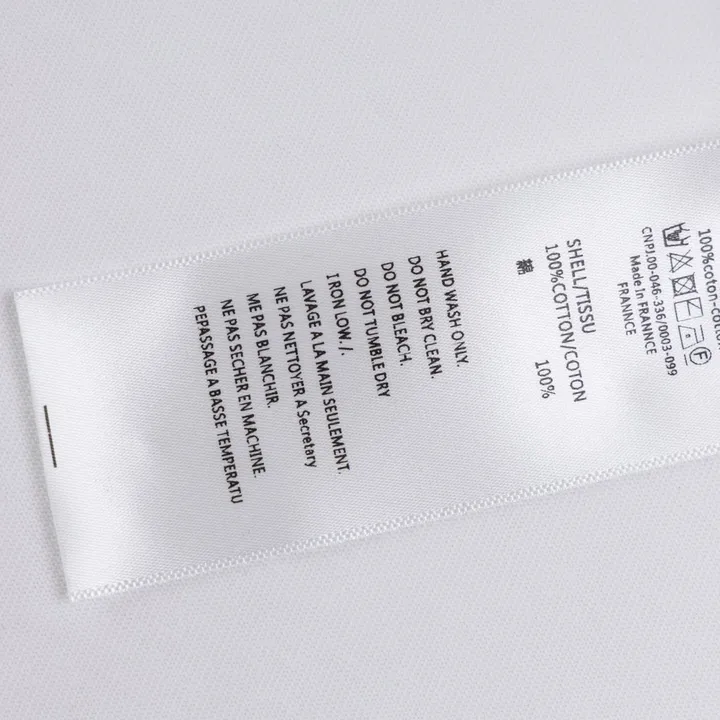 100%coton-coton
CNPJ.00-046-336/0003-099
Made in FRANNCE
FRANNCE
SHELL/TISSU
100%COTTON/COTON
綿 100%
HAND WASH ONLY.
DO NOT BRY CLEAN.
DO NOT BLEACH.
DO NOT TUMBLE DRY
IRON LOW./.
LAVAGE A LA MAIN SEULEMENT.
NE PAS NETTOYER A Secretary
ME PAS BLANCHIR.
NE PAS SECHER EN MACHINE.
PEPASSAGE A BASSE TEMPERATU